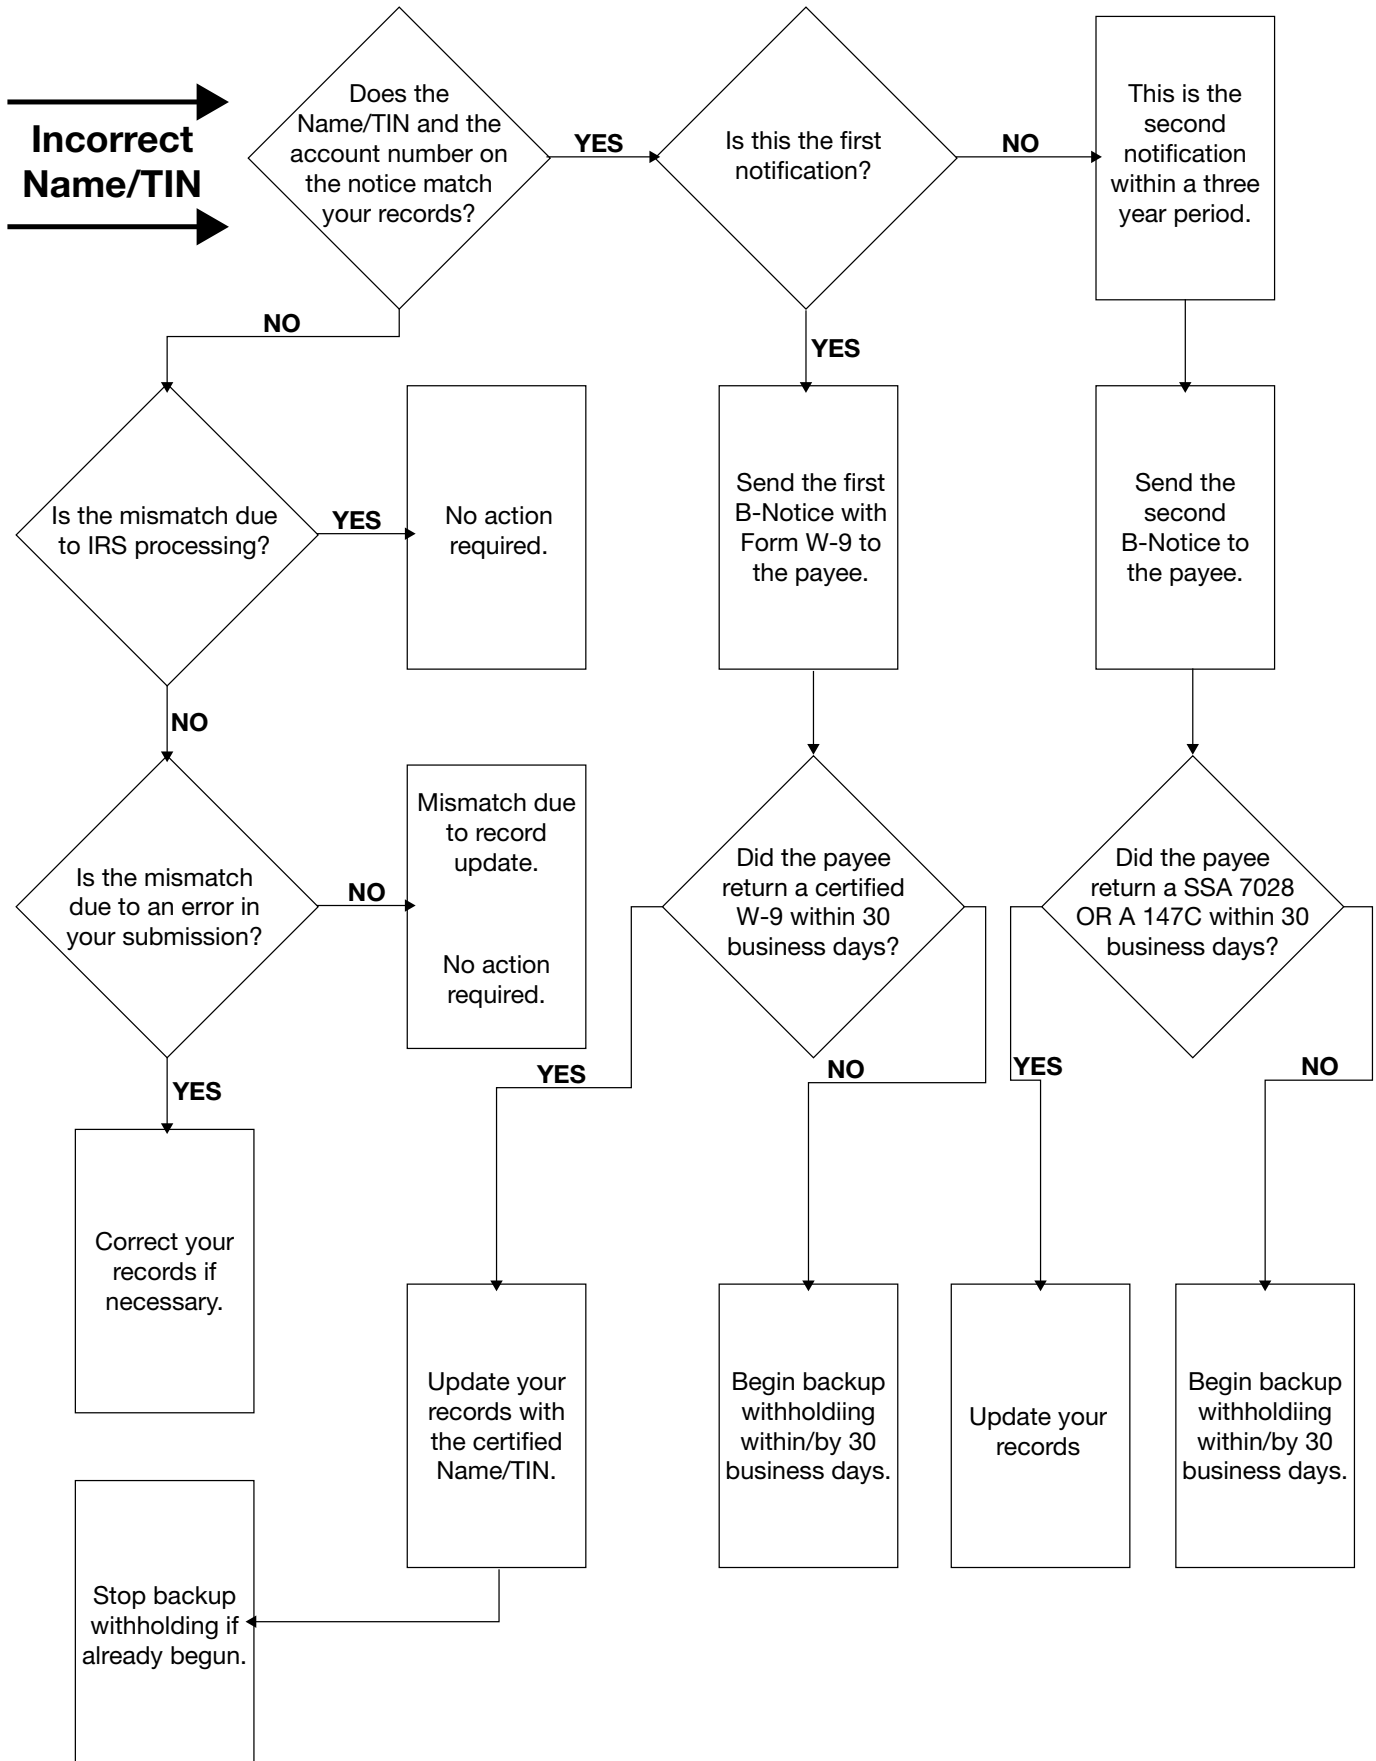 Incorrect
Name/TIN
Does the
Name/TIN and the
account number on
the notice match
your records?
YES
Is this the first
notification?
NO
This is the
second
notification
within a three
year period.
NO
YES
Is the mismatch due
to IRS processing?
YES
No action
required.
Send the first
B-Notice with
Form W-9 to
the payee.
Send the
second
B-Notice to
the payee.
NO
Is the mismatch
due to an error in
your submission?
NO
Mismatch due
to record
update.
No action
required.
Did the payee
return a certified
W-9 within 30
business days?
Did the payee
return a SSA 7028
OR A 147C within 30
business days?
YES
YES
NO
YES
NO
Correct your
records if
necessary.
Update your
records with
the certified
Name/TIN.
Begin backup
withholdiing
within/by 30
business days.
Update your
records
Begin backup
withholdiing
within/by 30
business days.
Stop backup
withholding if
already begun.